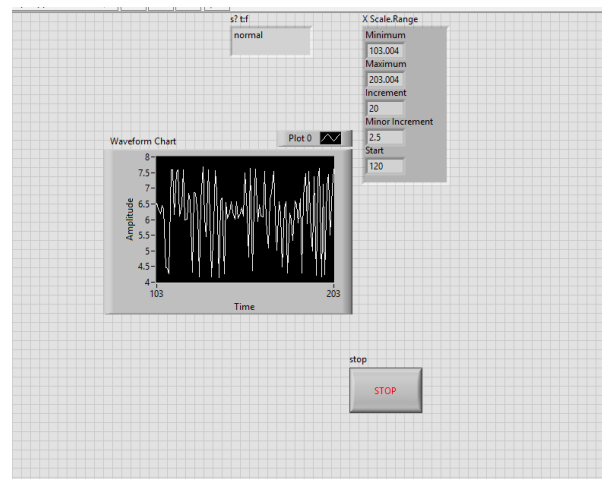 s? t:f
normal
X Scale.Range
Minimum
103.004
Maximum
203.004
Increment
20
Minor Increment
2.5
Start
120
Waveform Chart
Plot 0
Amplitude
8
7.5
7
6.5
6
5.5
5
4.5
4
103
203
Time
stop
STOP